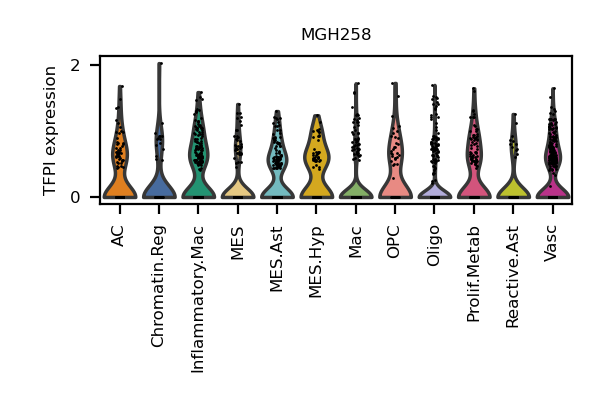 MGH258
TFPI expression
2
0
AC
Chromatin.Reg
Inflammatory.Mac
MES
MES.Ast
MES.Hyp
Mac
OPC
Oligo
Prolif.Metab
Reactive.Ast
Vasc